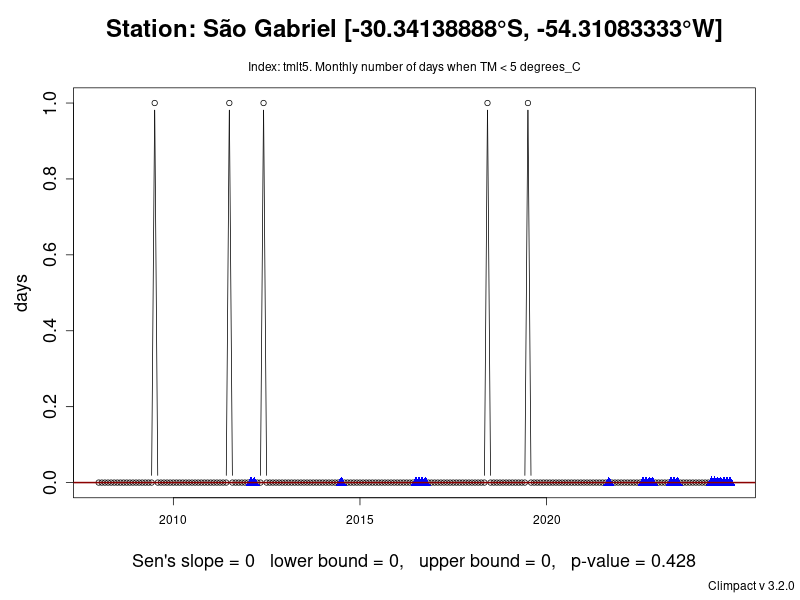 Station: São Gabriel [-30.34138888°S, -54.31083333°W]
Index: tmlt5. Monthly number of days when TM < 5 degrees_C
1.0
0.8
0.6
0.4
0.2
0.0
days
2010 2015 2020
Sen's slope = 0 lower bound = 0, upper bound = 0, p-value = 0.428
Climpact v 3.2.0